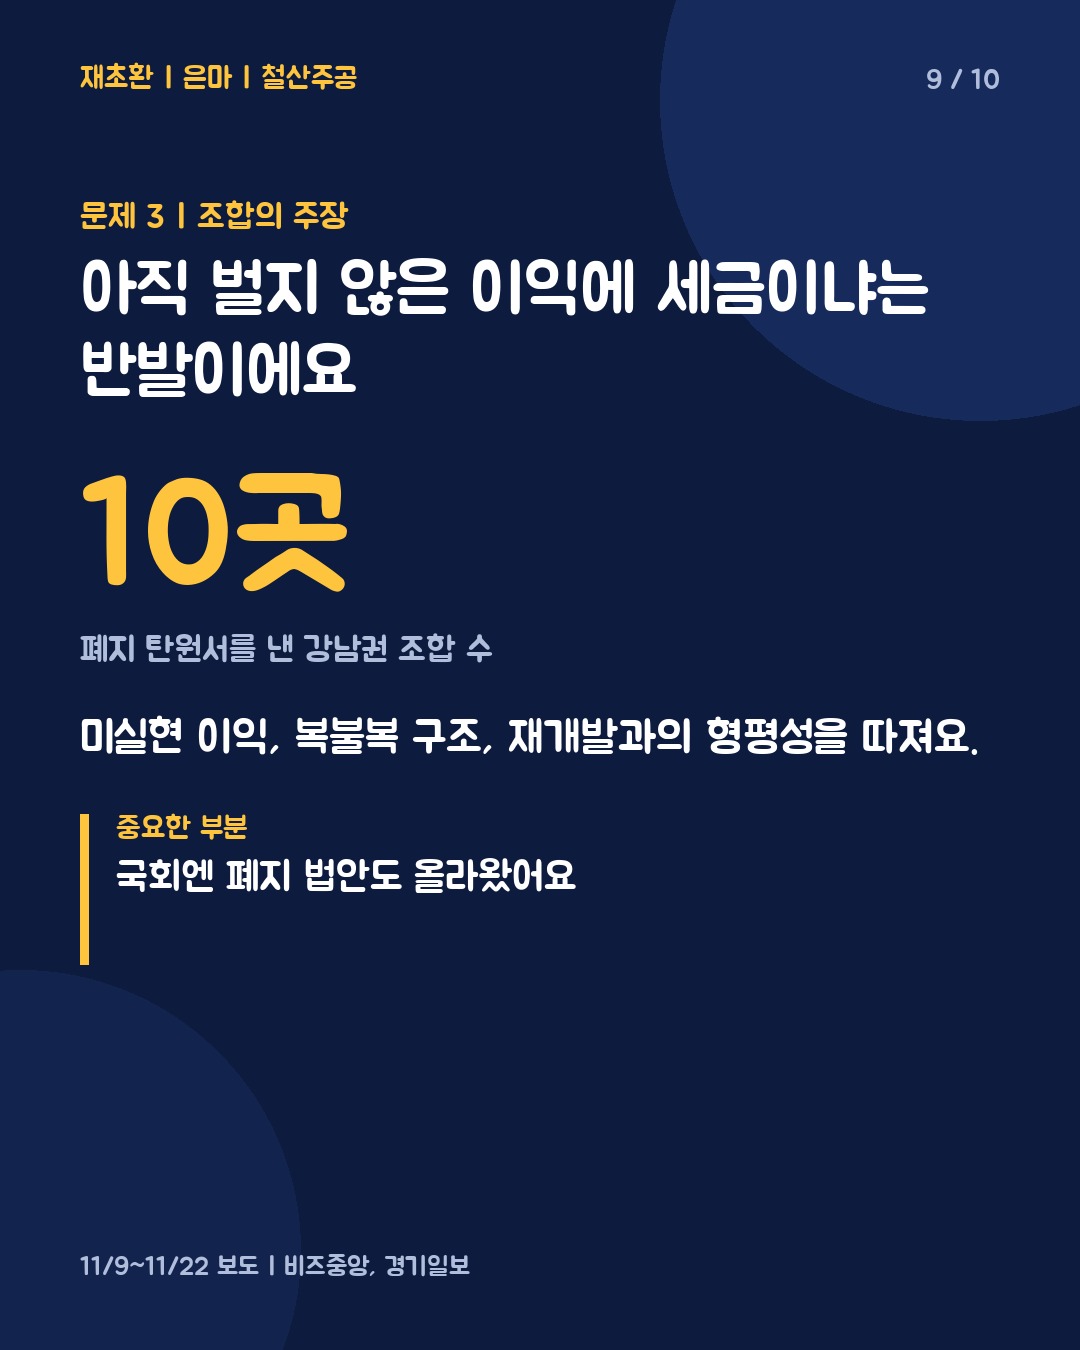 재초환 | 은마 | 철산주공
9 / 10
문제 3 | 조합의 주장
아직 벌지 않은 이익에 세금이냐는
반발이에요
10곳
폐지 탄원서를 낸 강남권 조합 수
미실현 이익, 복불복 구조, 재개발과의 형평성을 따져요.
중요한 부분
국회엔 폐지 법안도 올라왔어요
11/9~11/22 보도 | 비즈중앙, 경기일보